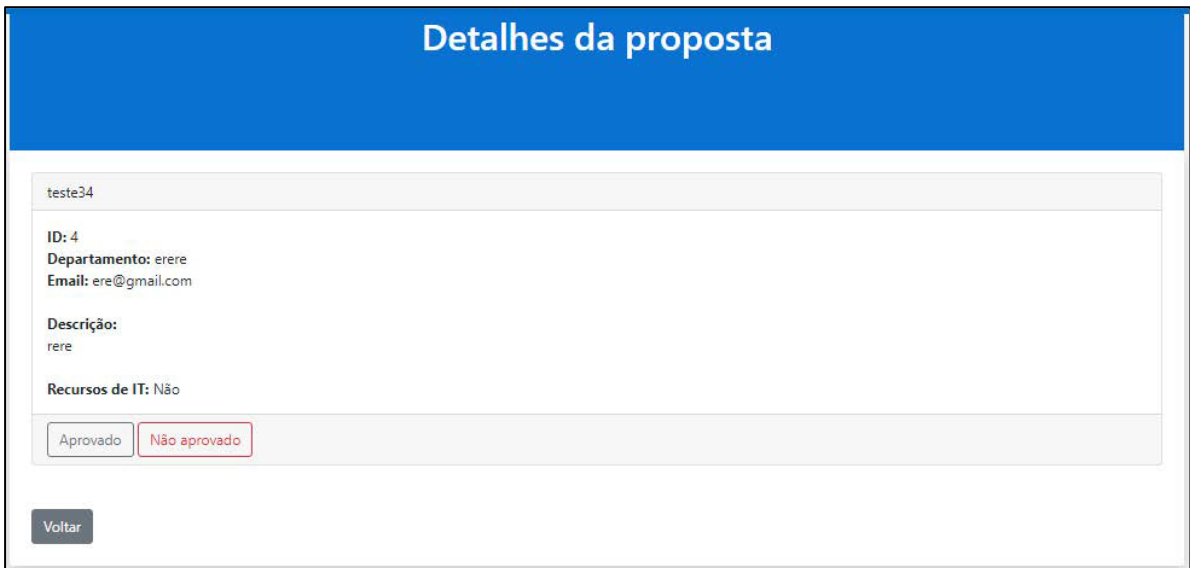 Detalhes da proposta
teste34
ID: 4
Departamento: erere
Email: ere@gmail.com
Descrição:
rere
Recursos de IT: Não
Aprovado Não aprovado
Voltar